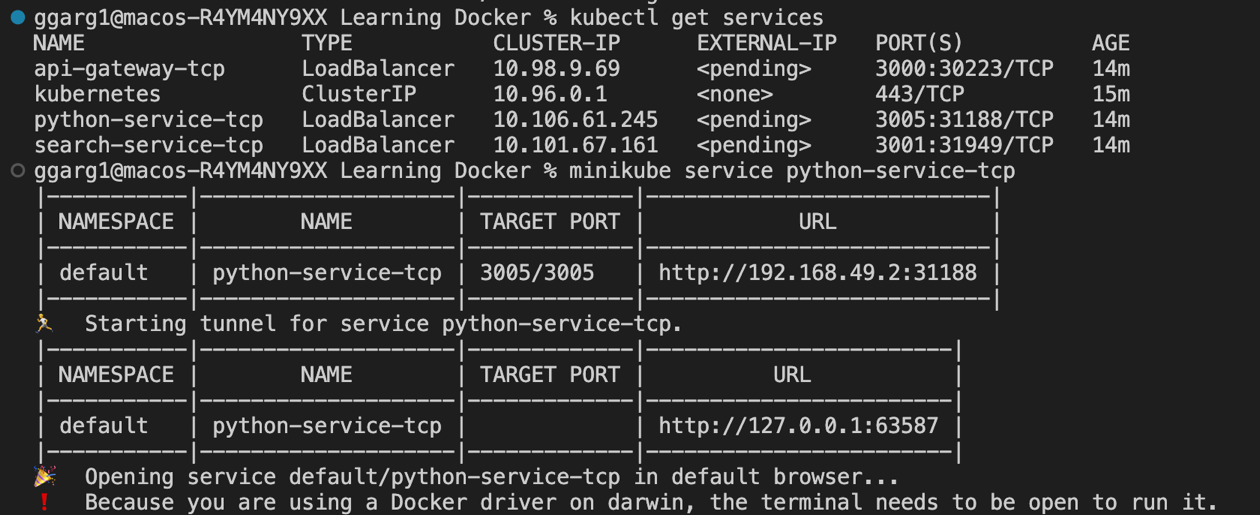 ggarg1@macos-R4YM4NY9XX Learning Docker % kubectl get services
NAME TYPE CLUSTER-IP EXTERNAL-IP PORT(S) AGE
api-gateway-tcp LoadBalancer 10.98.9.69 <pending> 3000:30223/TCP 14m
kubernetes ClusterIP 10.96.0.1 <none> 443/TCP 15m
python-service-tcp LoadBalancer 10.106.61.245 <pending> 3005:31188/TCP 14m
search-service-tcp LoadBalancer 10.101.67.161 <pending> 3001:31949/TCP 14m
ggarg1@macos-R4YM4NY9XX Learning Docker % minikube service python-service-tcp
|-----------|--------------------|-------------|---------------------------|
| NAMESPACE | NAME | TARGET PORT | URL |
|-----------|--------------------|-------------|---------------------------|
| default | python-service-tcp | 3005/3005 | http://192.168.49.2:31188 |
|-----------|--------------------|-------------|---------------------------|
🏃 Starting tunnel for service python-service-tcp.
|-----------|--------------------|-------------|------------------------|
| NAMESPACE | NAME | TARGET PORT | URL |
|-----------|--------------------|-------------|------------------------|
| default | python-service-tcp | | http://127.0.0.1:63587 |
|-----------|--------------------|-------------|------------------------|
🎉 Opening service default/python-service-tcp in default browser...
❗ Because you are using a Docker driver on darwin, the terminal needs to be open to run it.